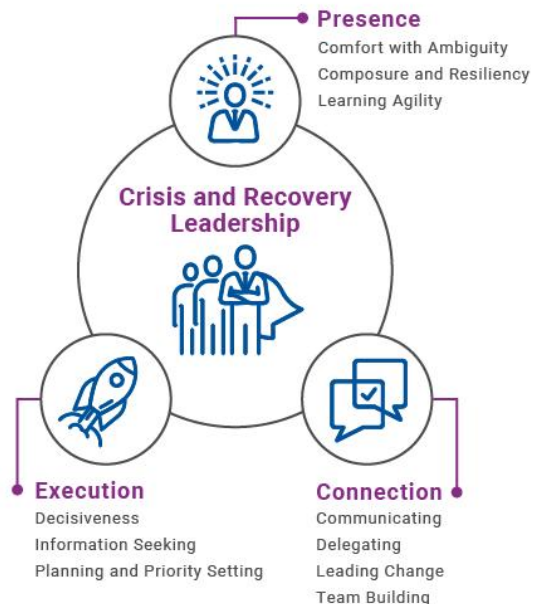 Presence
Comfort with Ambiguity
Composure and Resiliency
Learning Agility
Crisis and Recovery
Leadership
Execution
Decisiveness
Information Seeking
Planning and Priority Setting
Connection
Communicating
Delegating
Leading Change
Team Building